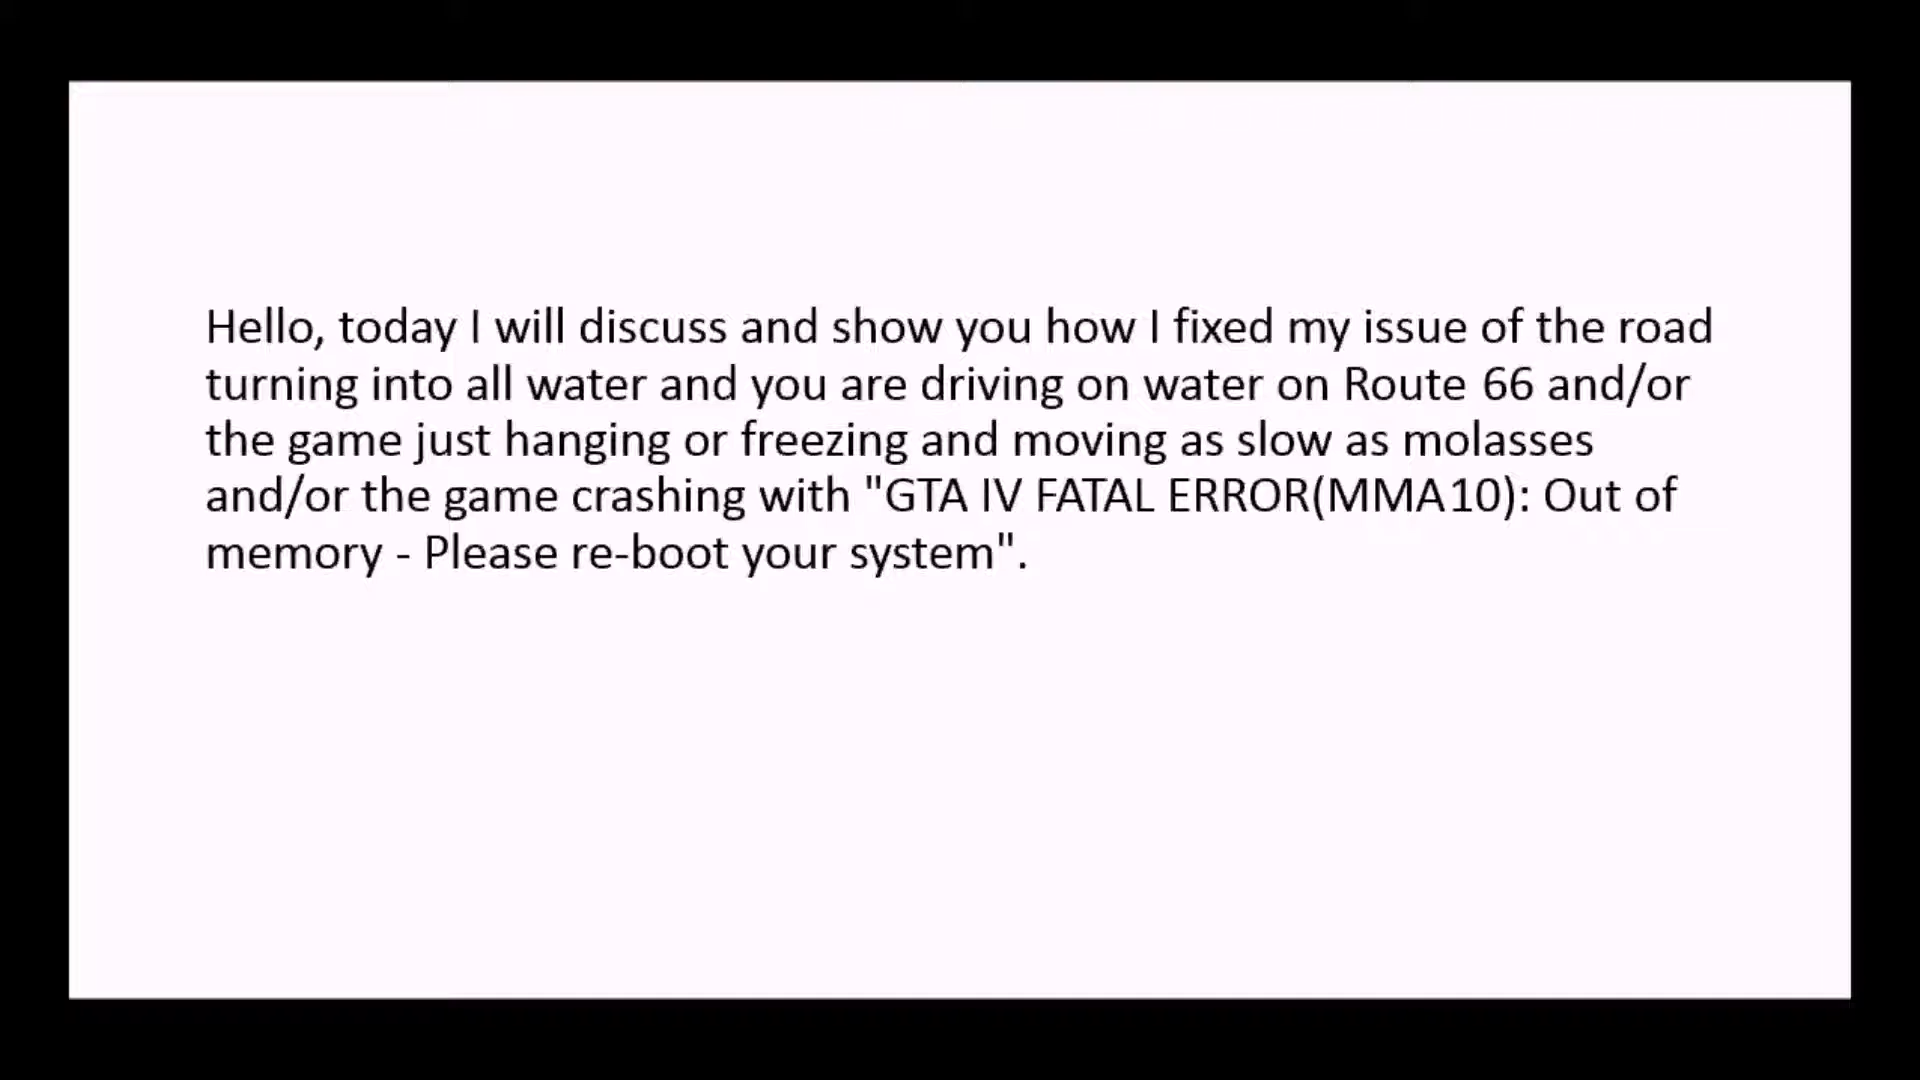 Hello, today I will discuss and show you how I fixed my issue of the road
turning into all water and you are driving on water on Route 66 and/or
the game just hanging or freezing and moving as slow as molasses
and/or the game crashing with "GTA IV FATAL ERROR(MMA10): Out of
memory - Please re-boot your system".